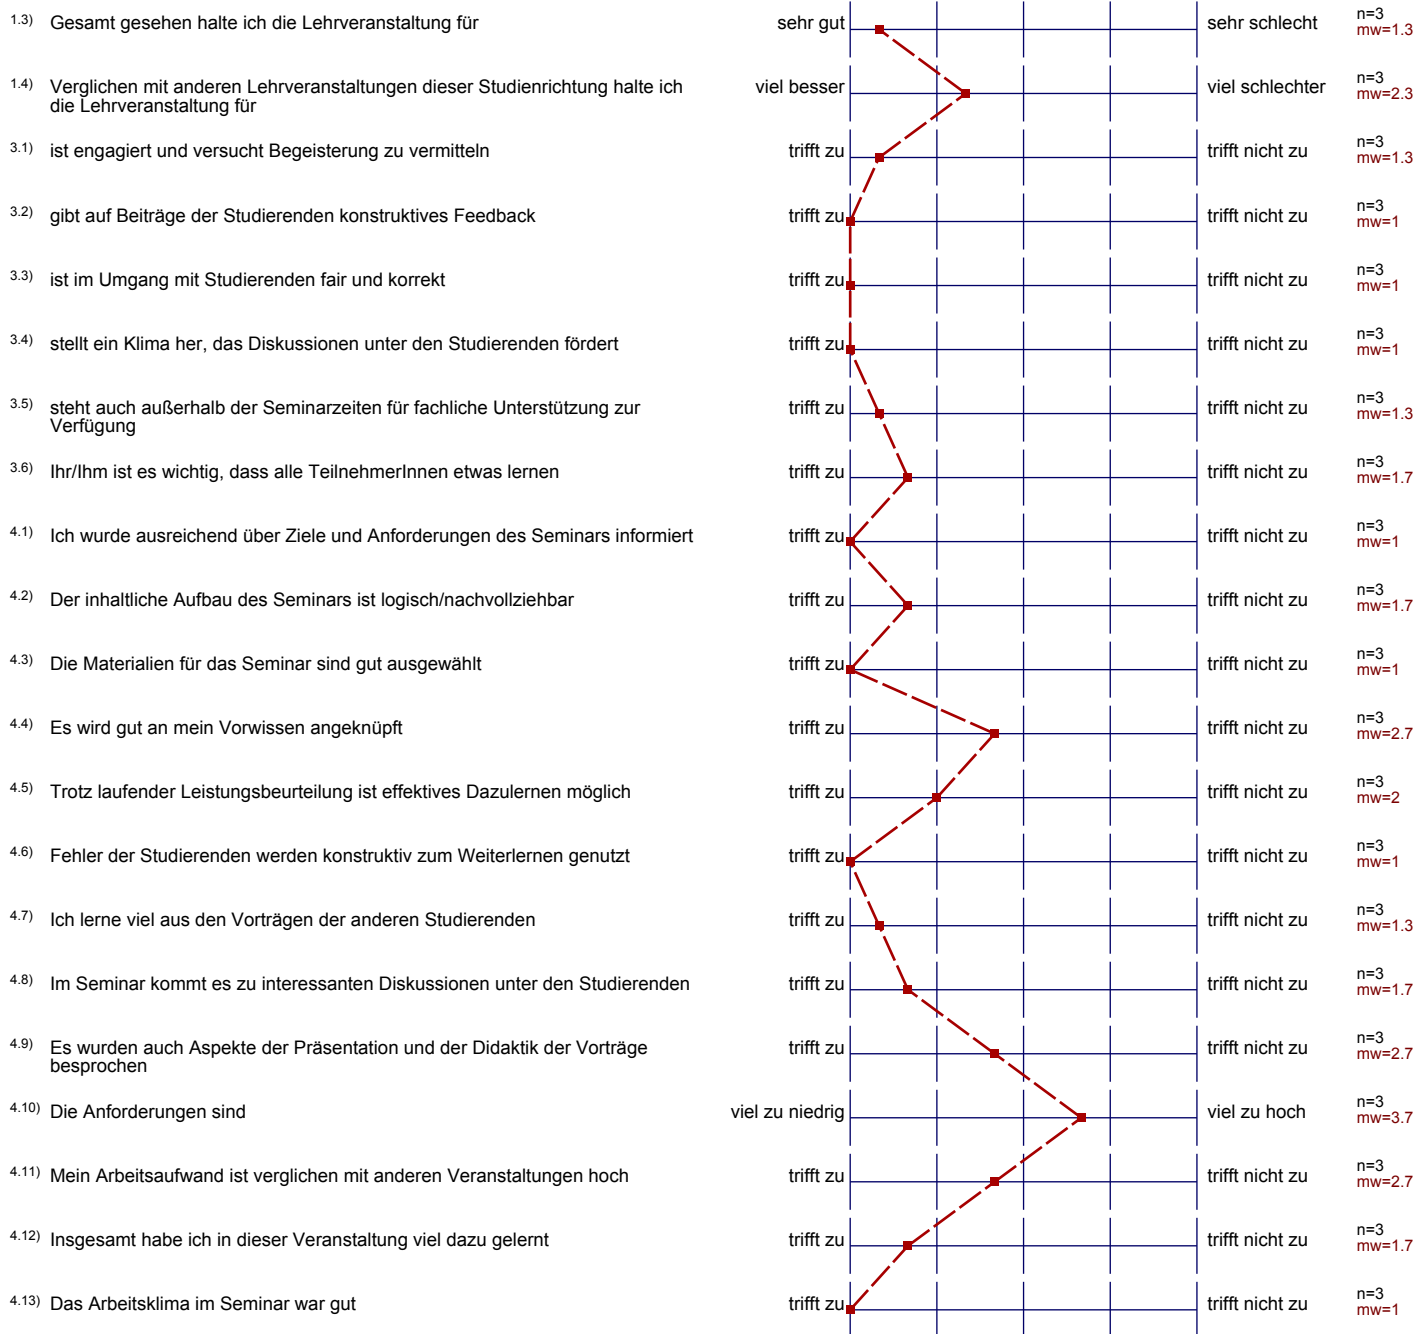 1.3) Gesamt gesehen halte ich die Lehrveranstaltung für sehr gut sehr schlecht n=3
mw=1.3
1.4) Verglichen mit anderen Lehrveranstaltungen dieser Studienrichtung halte ich viel besser viel schlechter n=3
die Lehrveranstaltung für mw=2.3
3.1) ist engagiert und versucht Begeisterung zu vermitteln trifft zu trifft nicht zu n=3
mw=1.3
3.2) gibt auf Beiträge der Studierenden konstruktives Feedback trifft zu trifft nicht zu n=3
mw=1
3.3) ist im Umgang mit Studierenden fair und korrekt trifft zu trifft nicht zu n=3
mw=1
3.4) stellt ein Klima her, das Diskussionen unter den Studierenden fördert trifft zu trifft nicht zu n=3
mw=1
3.5) steht auch außerhalb der Seminarzeiten für fachliche Unterstützung zur trifft zu trifft nicht zu n=3
Verfügung mw=1.3
3.6) Ihr/Ihm ist es wichtig, dass alle TeilnehmerInnen etwas lernen trifft zu trifft nicht zu n=3
mw=1.7
4.1) Ich wurde ausreichend über Ziele und Anforderungen des Seminars informiert trifft zu trifft nicht zu n=3
mw=1
4.2) Der inhaltliche Aufbau des Seminars ist logisch/nachvollziehbar trifft zu trifft nicht zu n=3
mw=1.7
4.3) Die Materialien für das Seminar sind gut ausgewählt trifft zu trifft nicht zu n=3
mw=1
4.4) Es wird gut an mein Vorwissen angeknüpft trifft zu trifft nicht zu n=3
mw=2.7
4.5) Trotz laufender Leistungsbeurteilung ist effektives Dazulernen möglich trifft zu trifft nicht zu n=3
mw=2
4.6) Fehler der Studierenden werden konstruktiv zum Weiterlernen genutzt trifft zu trifft nicht zu n=3
mw=1
4.7) Ich lerne viel aus den Vorträgen der anderen Studierenden trifft zu trifft nicht zu n=3
mw=1.3
4.8) Im Seminar kommt es zu interessanten Diskussionen unter den Studierenden trifft zu trifft nicht zu n=3
mw=1.7
4.9) Es wurden auch Aspekte der Präsentation und der Didaktik der Vorträge trifft zu trifft nicht zu n=3
besprochen mw=2.7
4.10) Die Anforderungen sind viel zu niedrig viel zu hoch n=3
mw=3.7
4.11) Mein Arbeitsaufwand ist verglichen mit anderen Veranstaltungen hoch trifft zu trifft nicht zu n=3
mw=2.7
4.12) Insgesamt habe ich in dieser Veranstaltung viel dazu gelernt trifft zu trifft nicht zu n=3
mw=1.7
4.13) Das Arbeitsklima im Seminar war gut trifft zu trifft nicht zu n=3
mw=1